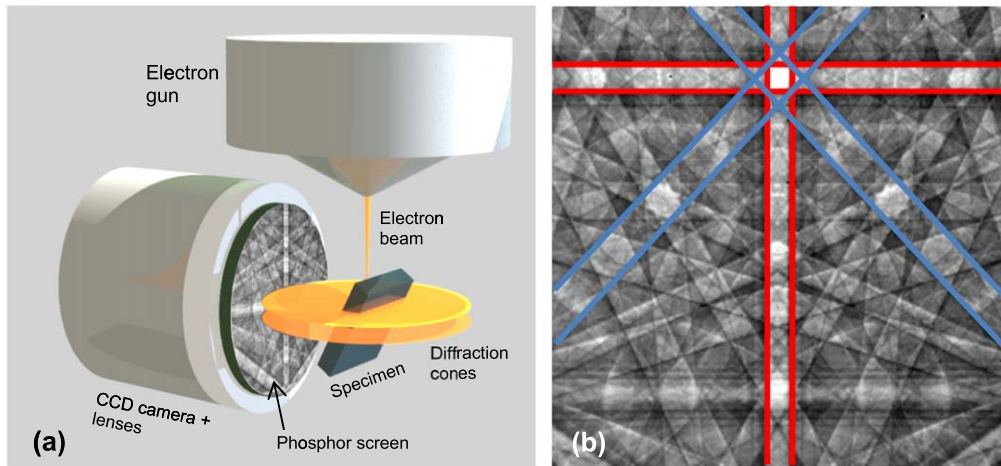 Electron
gun
Electron
beam
Specimen
Diffraction
cones
CCD camera +
lenses
Phosphor screen
(a)
(b)